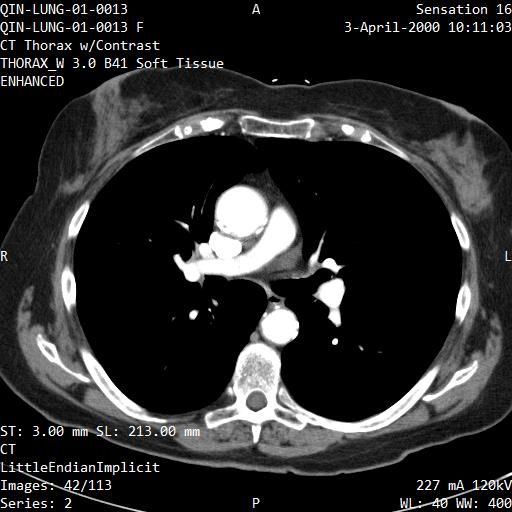 QIN-LUNG-01-0013
A
Sensation 16
QIN-LUNG-01-0013 F
3-April-2000 10:11:03
CT Thorax w/Contrast
THORAX_W 3.0 B41 Soft Tissue
ENHANCED
R
L
ST: 3.00 mm SL: 213.00 mm
CT
LittleEndianImplicit
Images: 42/113
227 mA 120kV
Series: 2
P
WL: 40 WW: 400